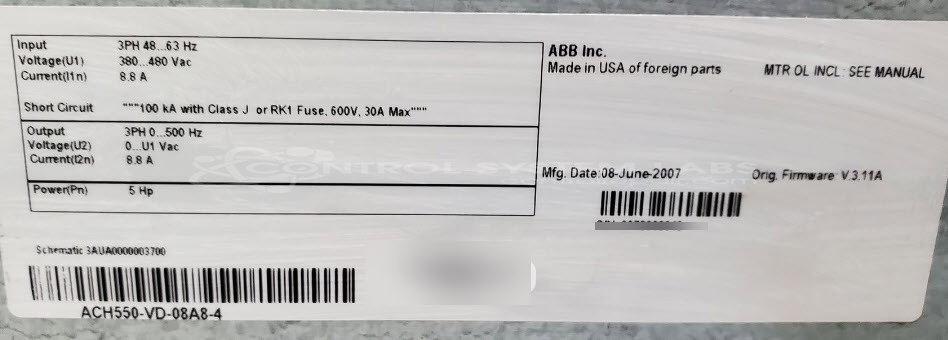 Input 3PH 48...63 Hz
Voltage(U1) 380...480 Vac
Current(I1n) 8.8 A
Short Circuit """100 kA with Class J or RK1 Fuse, 600V, 30A Max"""
Output 3PH 0...500 Hz
Voltage(U2) 0...U1 Vac
Current(I2n) 8.8 A
Power(Pn) 5 Hp
ABB Inc.
Made in USA of foreign parts
MTR OL INCL: SEE MANUAL
CONTROL SYSTEM LABS
Mfg. Date:08-June-2007
Orig. Firmware: V.3.11A
Schematic 3AUA0000003700
ACH550-VD-08A8-4